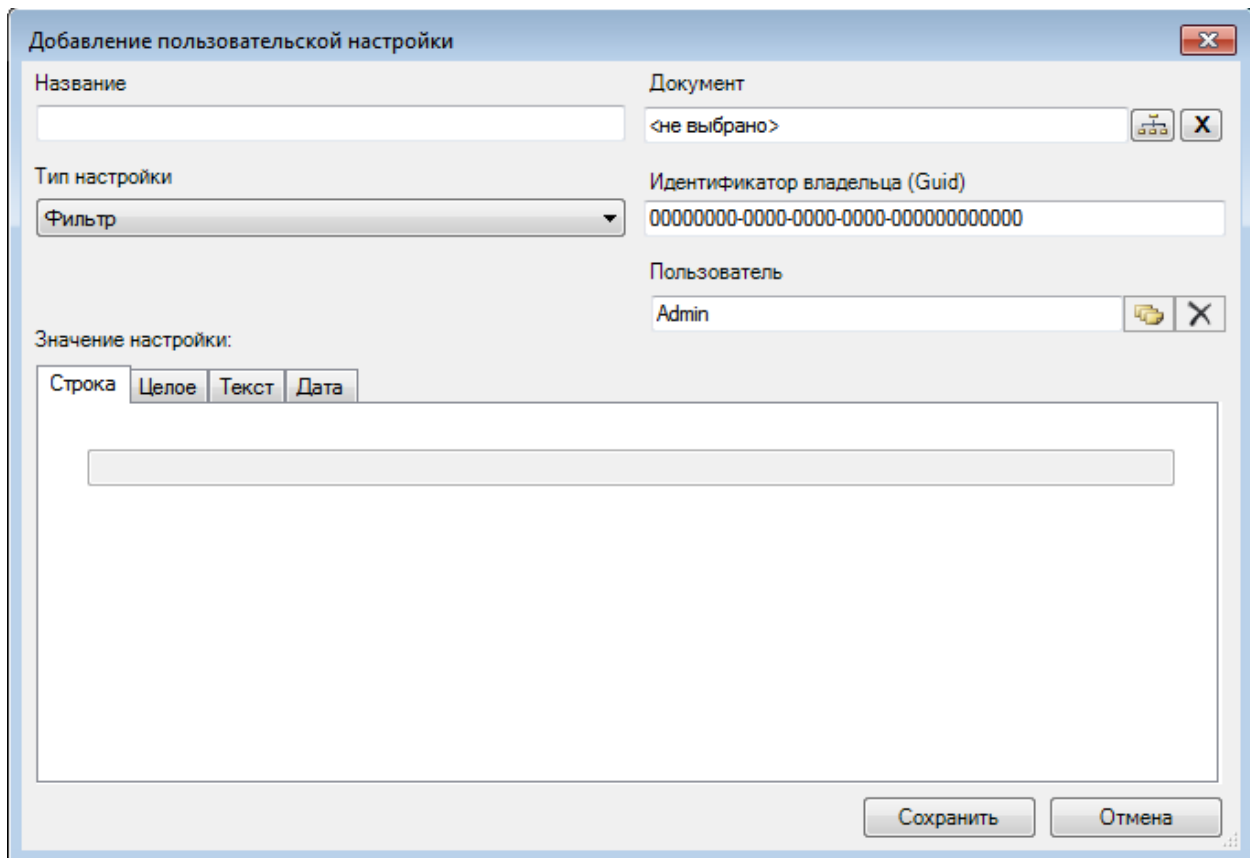 Добавление пользовательской настройки
Название
Документ
<не выбрано>
X
Тип настройки
Идентификатор владельца (Guid)
Фильтр
00000000-0000-0000-0000-000000000000
Пользователь
Admin
Значение настройки:
Строка Целое Текст Дата
Сохранить Отмена